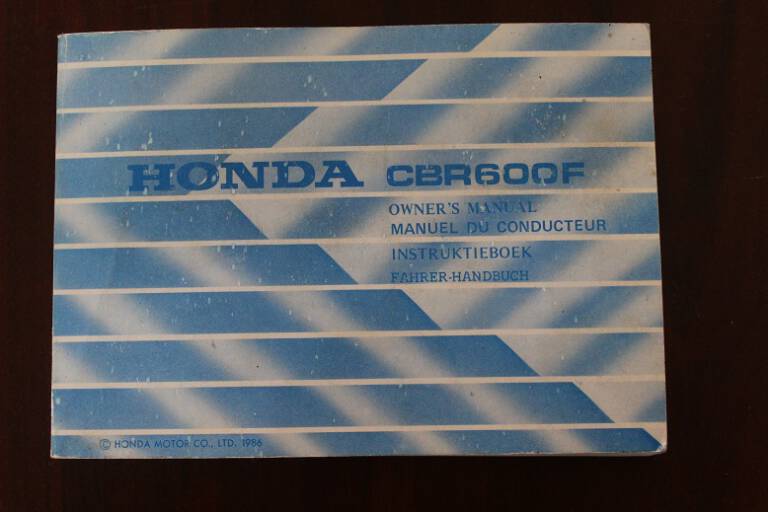 HONDA CBR600F
OWNER'S MANUAL
MANUEL DU CONDUCTEUR
INSTRUKTIEBOEK
FAHRER-HANDBUCH
© HONDA MOTOR CO., LTD. 1986